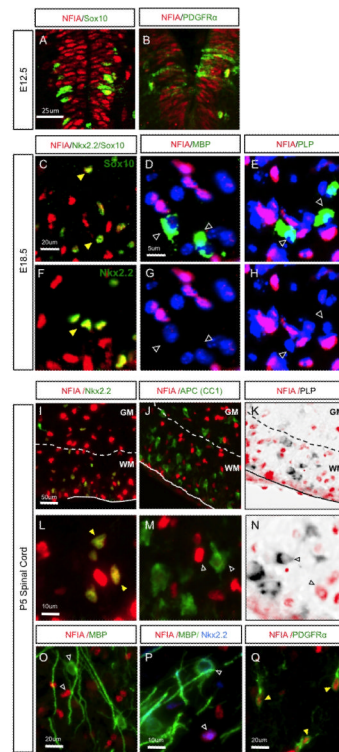 NFIA/Sox10
NFIA/PDGFRα
E12.5
A
B
25um
NFIA/Nkx2.2/Sox10
NFIA/MBP
NFIA/PLP
E18.5
C
Sox10
D
E
20um
5um
F
Nkx2.2
G
H
NFIA/Nkx2.2
NFIA /APC (CC1)
NFIA /PLP
P5 Spinal Cord
I
GM
J
GM
K
GM
WM
WM
WM
50um
L
M
N
10um
NFIA /MBP
NFIA /MBP/ Nkx2.2
NFIA /PDGFRα
O
P
Q
20um
10um
20um